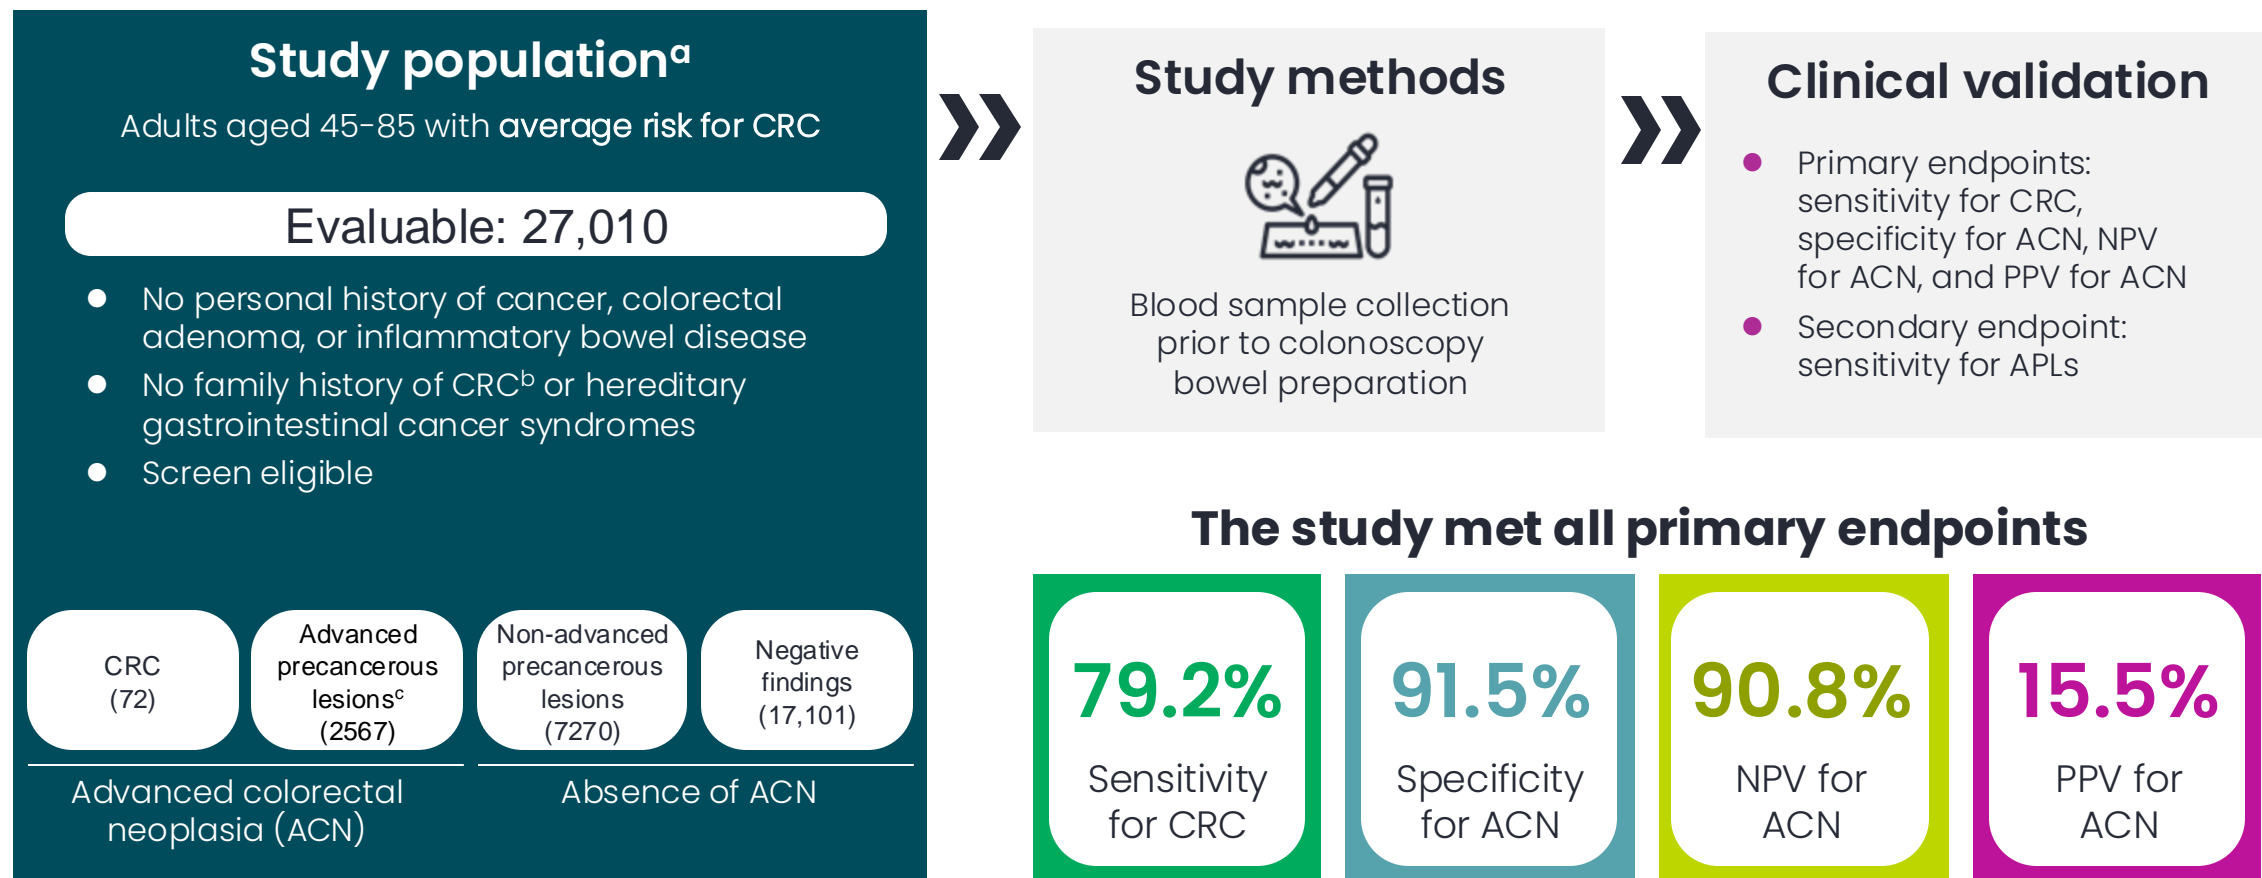 Study populationᵃ
Adults aged 45-85 with average risk for CRC
Evaluable: 27,010
● No personal history of cancer, colorectal
adenoma, or inflammatory bowel disease
● No family history of CRCᵇ or hereditary
gastrointestinal cancer syndromes
● Screen eligible
CRC
(72)
Advanced
precancerous
lesionsᶜ
(2567)
Non-advanced
precancerous
lesions
(7270)
Negative
findings
(17,101)
Advanced colorectal
neoplasia (ACN)
Absence of ACN
Study methods
Blood sample collection
prior to colonoscopy
bowel preparation
Clinical validation
● Primary endpoints:
sensitivity for CRC,
specificity for ACN, NPV
for ACN, and PPV for ACN
● Secondary endpoint:
sensitivity for APLs
The study met all primary endpoints
79.2%
Sensitivity
for CRC
91.5%
Specificity
for ACN
90.8%
NPV for
ACN
15.5%
PPV for
ACN